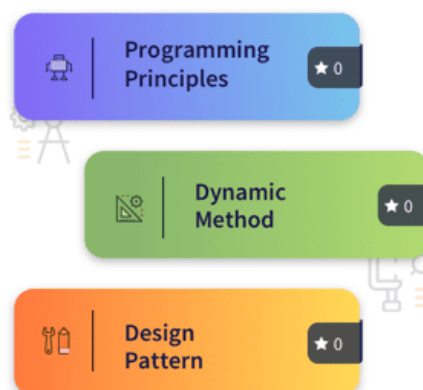 Programming
Principles
★ 0
Dynamic
Method
★ 0
Design
Pattern
★ 0